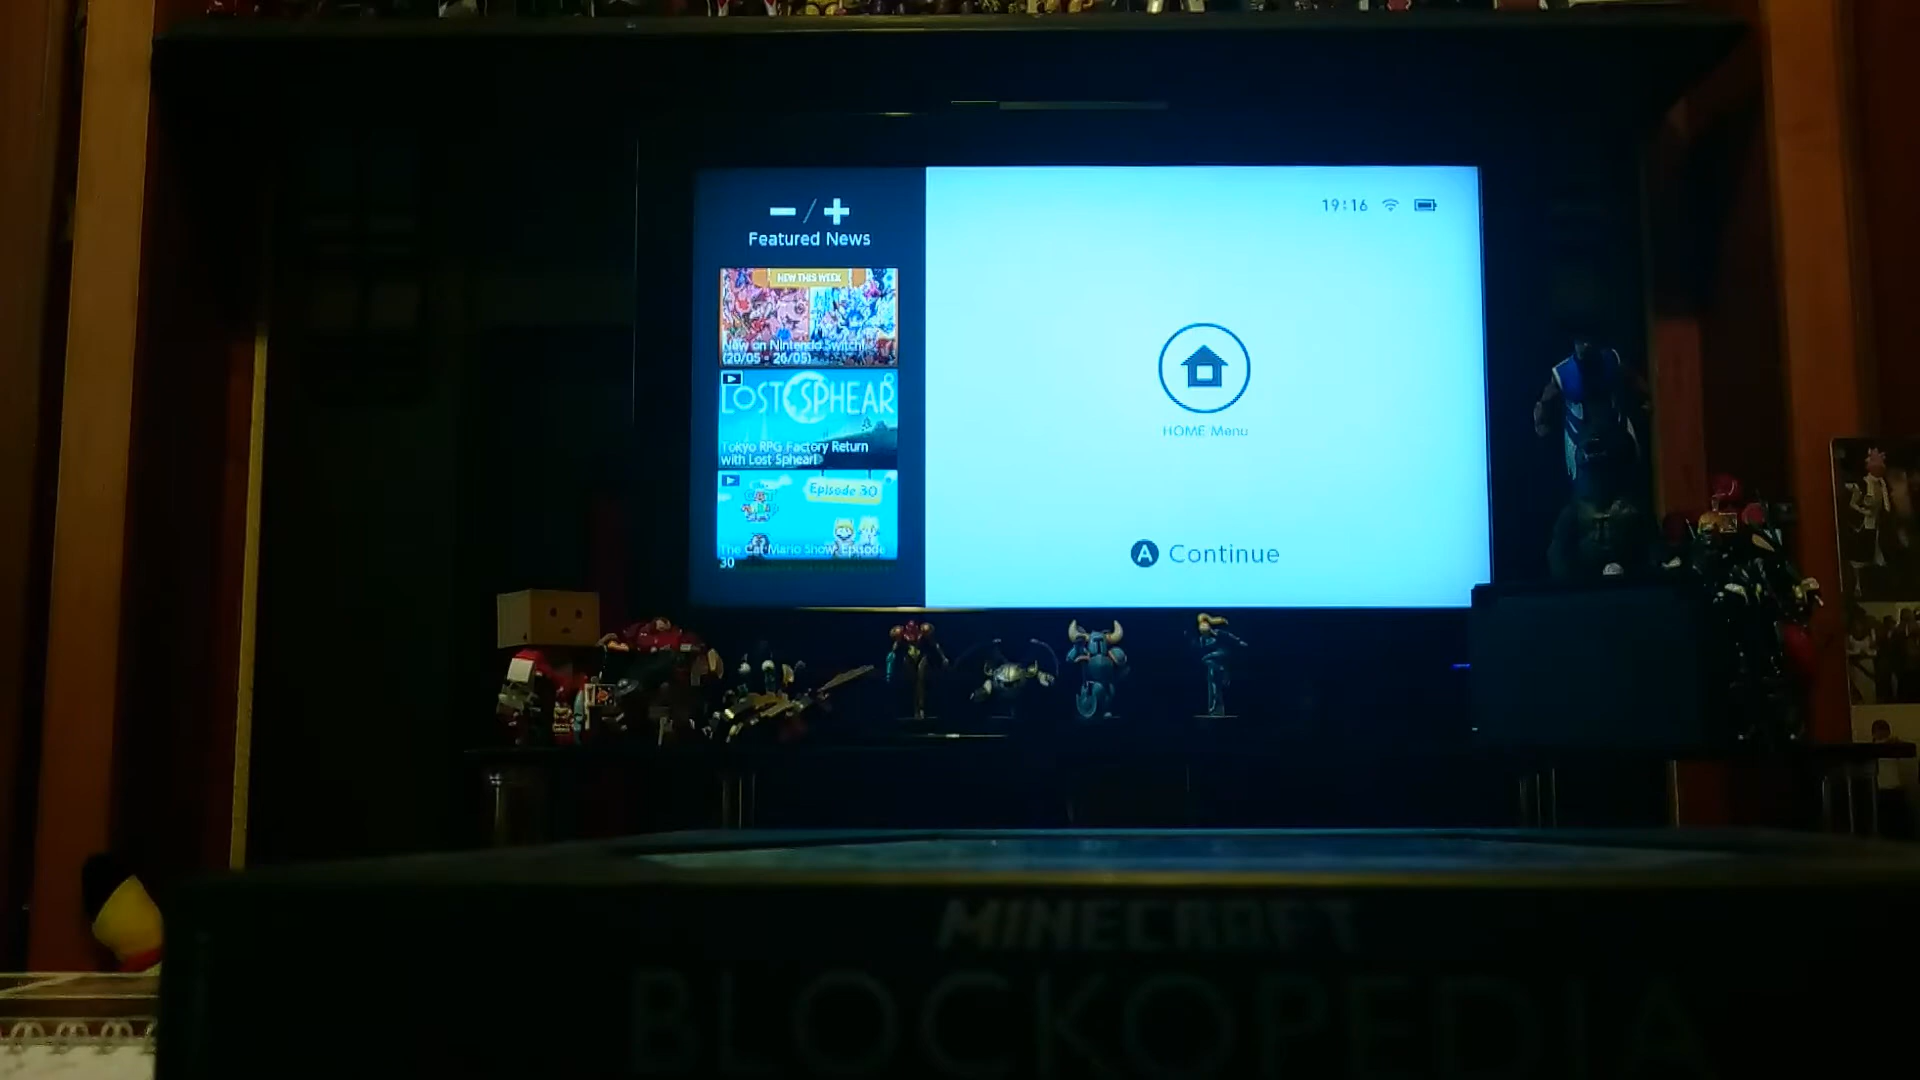 －/＋
Featured News
NEW THIS WEEK
New on Nintendo Switch!
(20/05 - 26/05)
LOST SPHEAR
Tokyo RPG Factory Return
with Lost Sphear!
Episode 30
The Cat Mario Show: Episode
30
19:16
HOME Menu
A Continue
MINECRAFT
BLOCKOPEDIA